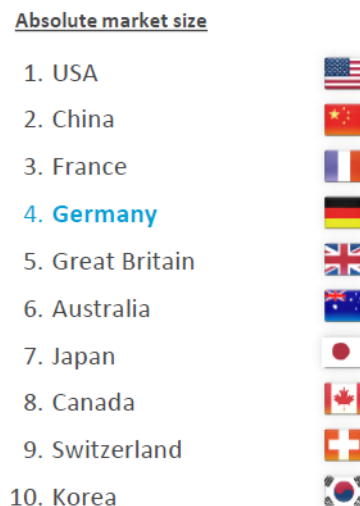 Absolute market size
1. USA
2. China
3. France
4. Germany
5. Great Britain
6. Australia
7. Japan
8. Canada
9. Switzerland
10. Korea